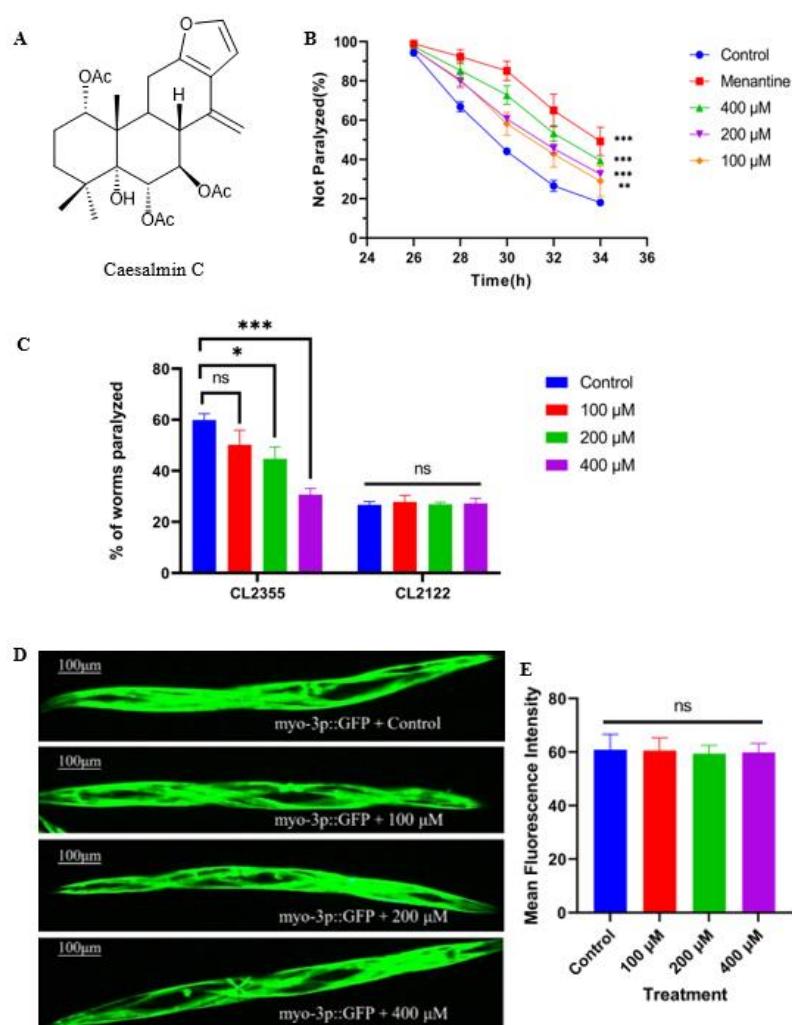 A
O
OAc
H
OH
OAc
OAc
Caesalmin C
B
Not Paralyzed(%)
100
80
60
40
20
0
24 26 28 30 32 34 36
Time(h)
***
***
***
**
Control
Menantine
400 µM
200 µM
100 µM
C
% of worms paralyzed
80
60
40
20
0
***
*
ns
ns
CL2355 CL2122
Control
100 µM
200 µM
400 µM
D
100µm
myo-3p::GFP + Control
100µm
myo-3p::GFP + 100 µM
100µm
myo-3p::GFP + 200 µM
100µm
myo-3p::GFP + 400 µM
E
Mean Fluorescence Intensity
80
60
40
20
0
ns
Control 100 µM 200 µM 400 µM
Treatment